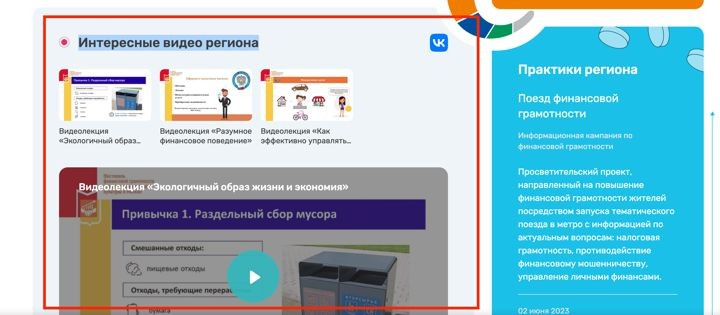 Интересные видео региона
Видеолекция
«Экологичный образ...
Видеолекция «Разумное
финансовое поведение»
Видеолекция «Как
эффективно управлять...
Видеолекция «Экологичный образ жизни и экономия»
Привычка 1. Раздельный сбор мусора
Смешанные отходы:
пищевые отходы
Отходы, требующие перера
бумага
Практики региона
Поезд финансовой
грамотности
Информационная кампания по
финансовой грамотности
Просветительский проект,
направленный на повышение
финансовой грамотности жителей
посредством запуска тематического
поезда в метро с информацией по
актуальным вопросам: налоговая
грамотность, противодействие
финансовому мошенничеству,
управление личными финансами.
02 июня 2023